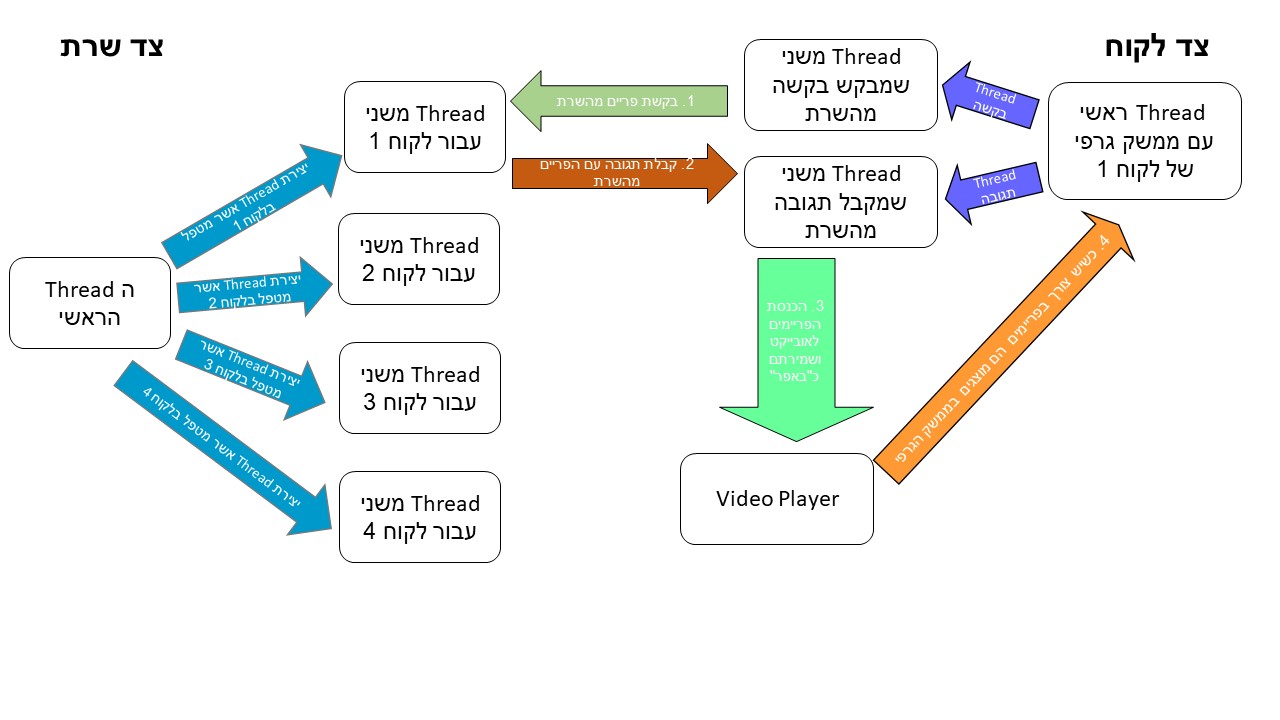 צד לקוח
צד שרת
Thread ראשי
עם ממשק גרפי
של לקוח 1
Thread
בקשה
Thread
תגובה
Thread משני
שמבקש בקשה
מהשרת
Thread משני
שמקבל תגובה
מהשרת
1. בקשת פריים מהשרת
2. קבלת תגובה עם הפריים
מהשרת
3. הכנסת
הפריימים
לאובייקט
ושמירתם
כ"באפר"
Video Player
4. כשיש צורך בפריימים הם מוצגים בממשק הגרפי
Thread משני
עבור לקוח 1
Thread משני
עבור לקוח 2
Thread משני
עבור לקוח 3
Thread משני
עבור לקוח 4
יצירת Thread אשר מטפל
בלקוח 1
יצירת Thread אשר
מטפל בלקוח 2
יצירת Thread אשר
מטפל בלקוח 3
יצירת Thread אשר מטפל בלקוח 4
ה Thread
הראשי